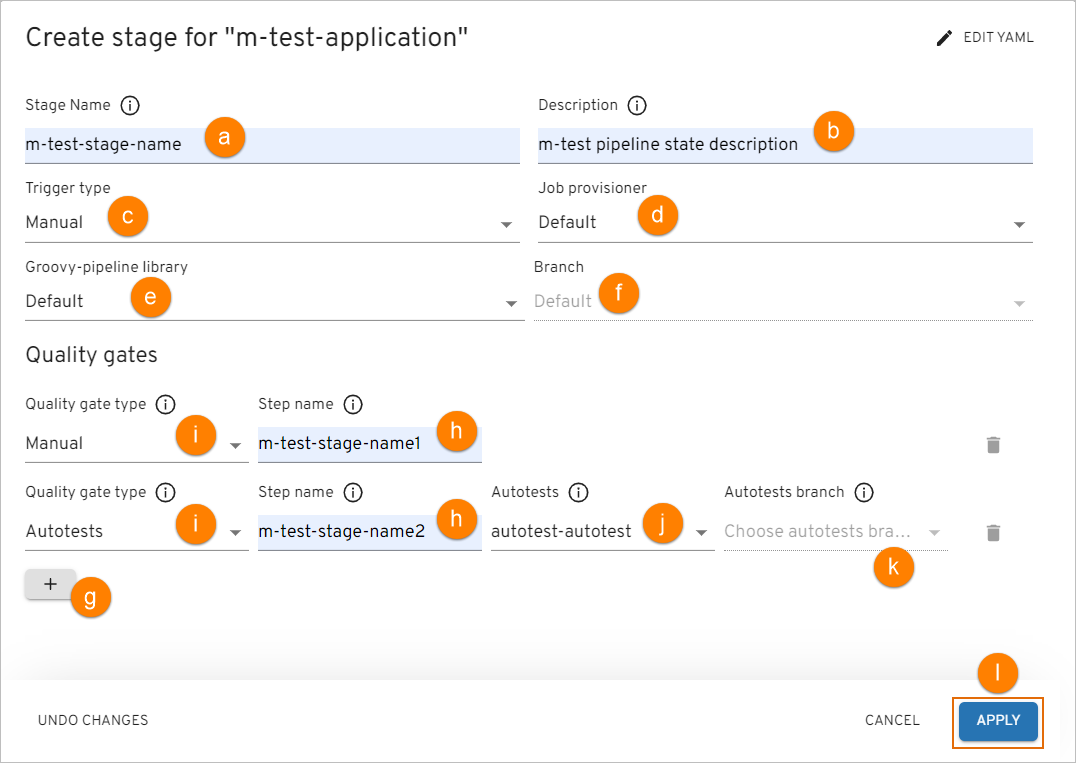 Create stage for "m-test-application"
EDIT YAML
Stage Name
Description
m-test-stage-name a
m-test pipeline state description b
Trigger type
Job provisioner
Manual c
Default d
Groovy-pipeline library
Branch
Default e
Default f
Quality gates
Quality gate type
Step name
Manual i
m-test-stage-name1 h
Quality gate type
Step name
Autotests
Autotests branch
Autotests i
m-test-stage-name2 h
autotest-autotest j
Choose autotests bra...
k
+
g
l
UNDO CHANGES
CANCEL
APPLY